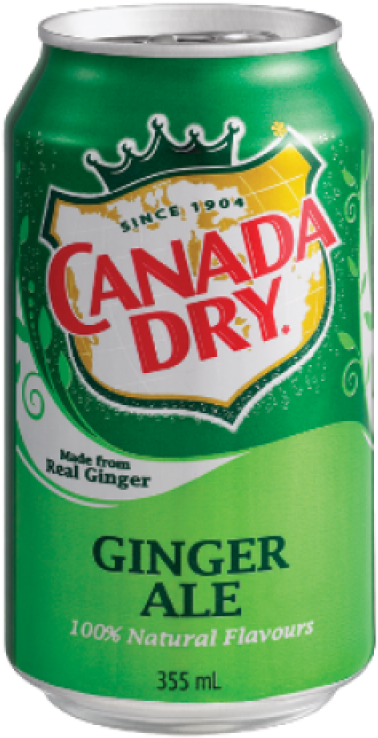 SINCE 1904
CANADA
DRY.
Made from
Real Ginger
GINGER
ALE
100% Natural Flavours
355 mL